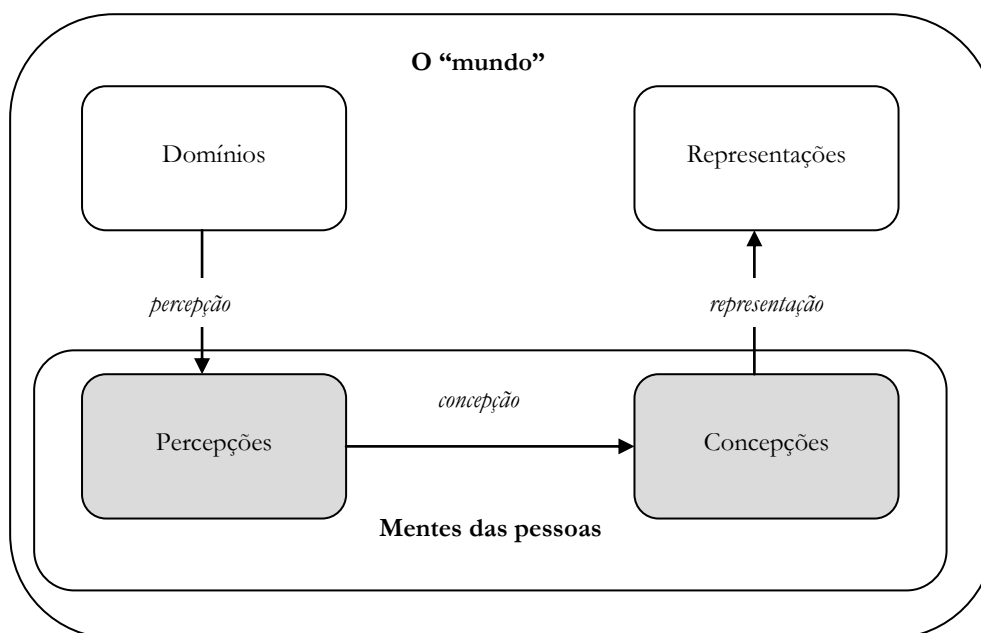 O “mundo”
Domínios
Representações
percepção
representação
concepção
Percepções
Concepções
Mentes das pessoas